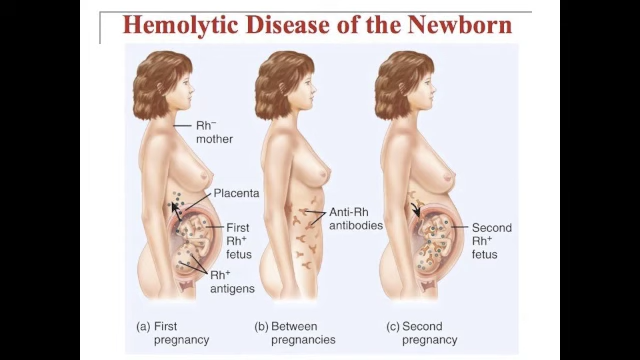 Hemolytic Disease of the Newborn
Rh⁻
mother
Placenta
First
Rh⁺
fetus
Rh⁺
antigens
Anti-Rh
antibodies
Second
Rh⁺
fetus
(a) First
pregnancy
(b) Between
pregnancies
(c) Second
pregnancy